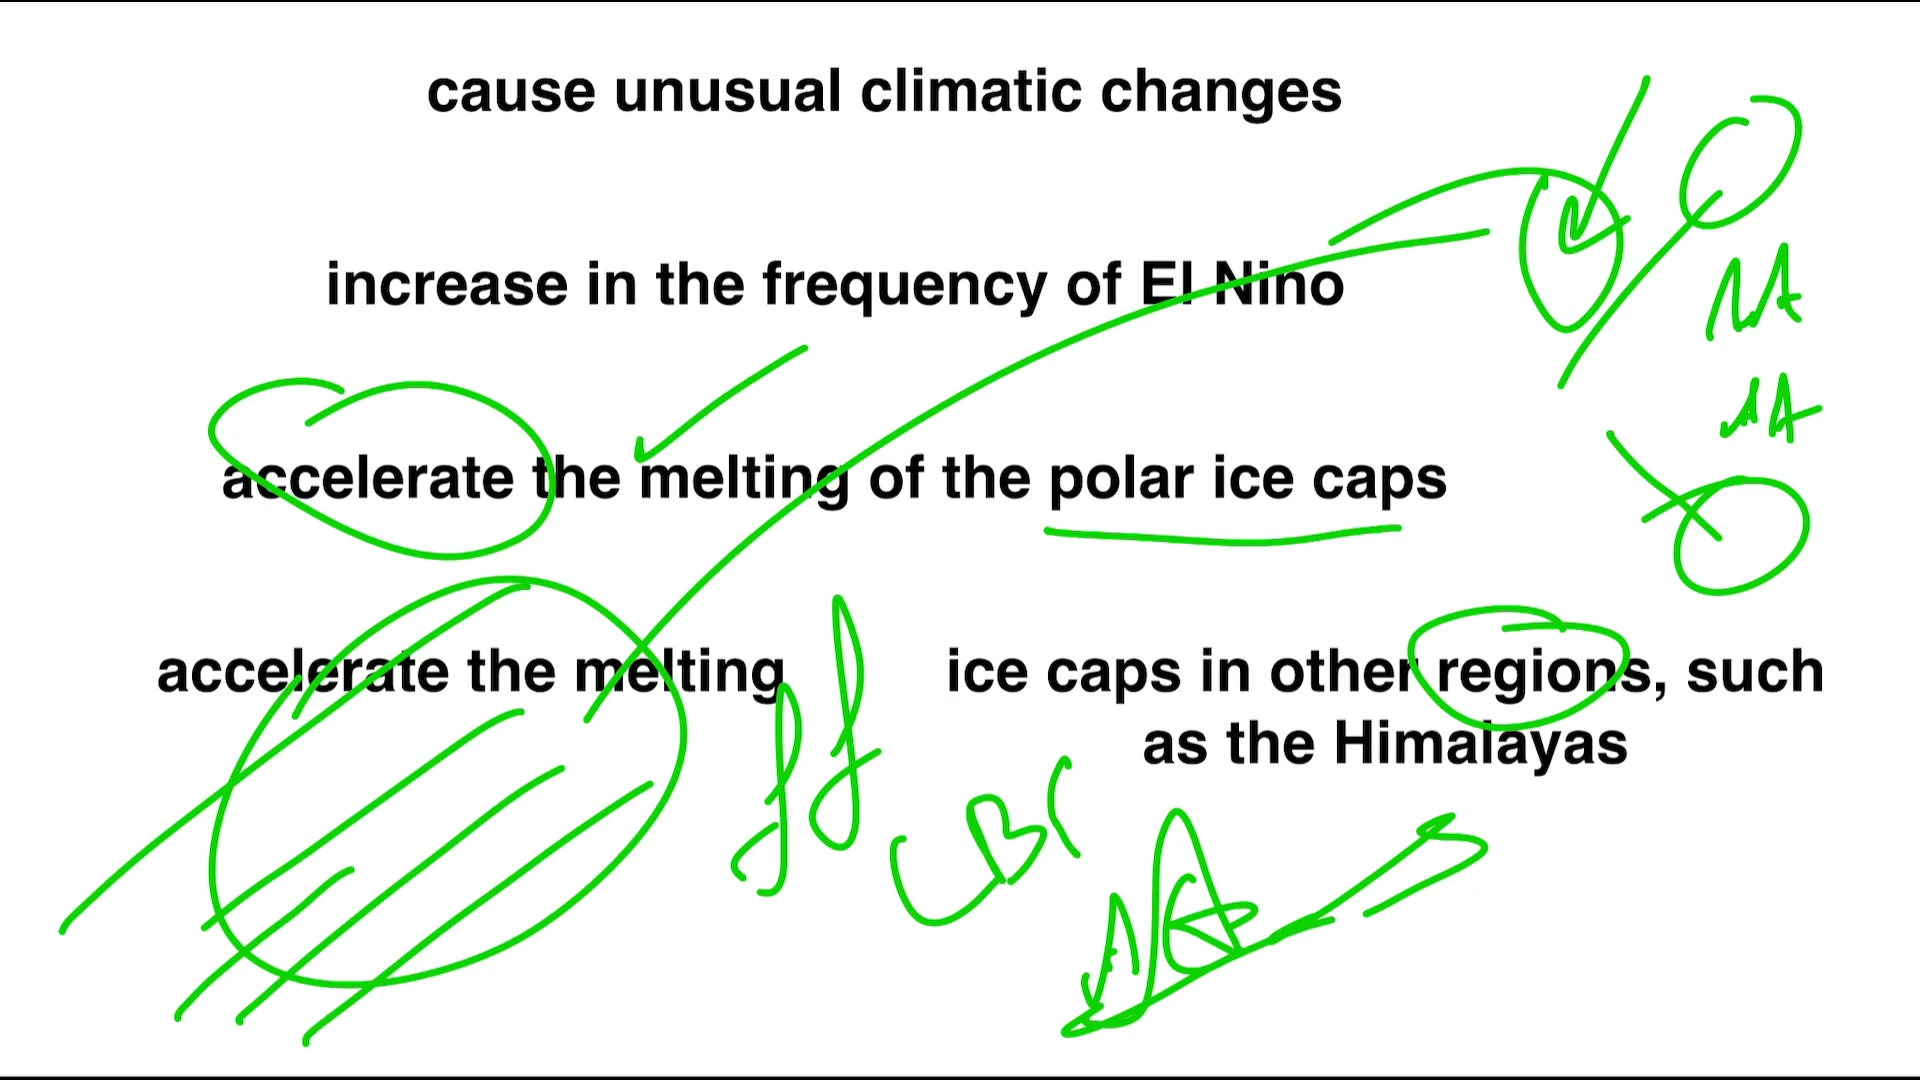 cause unusual climatic changes
increase in the frequency of El Nino
accelerate the melting of the polar ice caps
accelerate the melting ice caps in other regions, such
as the Himalayas